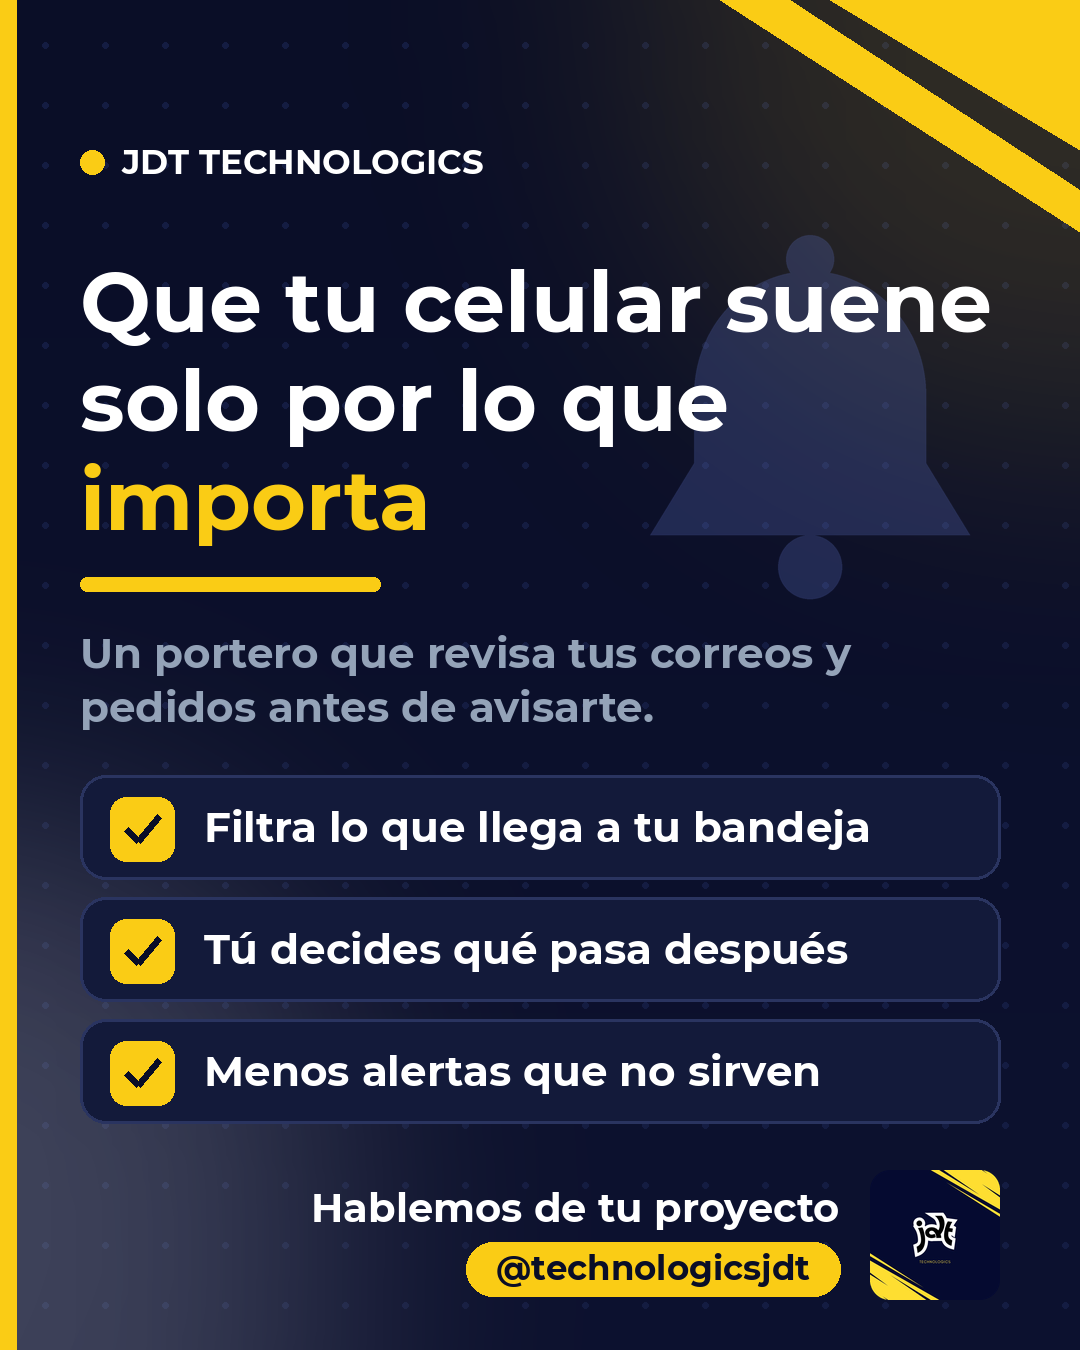 JDT TECHNOLOGICS
Que tu celular suene
solo por lo que
importa
Un portero que revisa tus correos y
pedidos antes de avisarte.
Filtra lo que llega a tu bandeja
Tú decides qué pasa después
Menos alertas que no sirven
Hablemos de tu proyecto
@technologicsjdt
jdt
TECHNOLOGICS